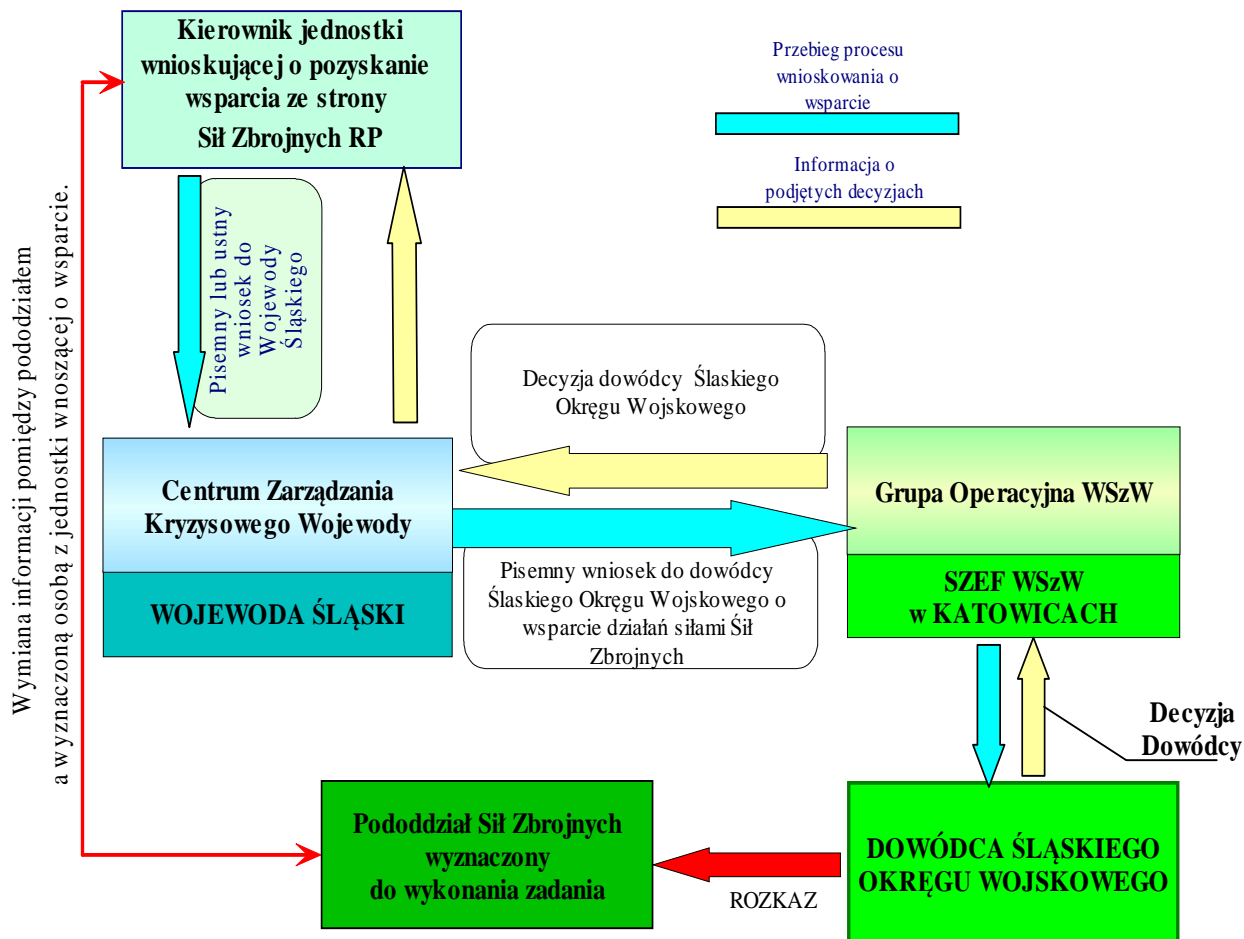 Kierownik jednostki
wnioskującej o pozyskanie
wsparcia ze strony
Sił Zbrojnych RP
Przebieg procesu
wnioskowania o
wsparcie
Informacja o
podjętych decyzjach
Wymiana informacji pomiędzy pododziałem
a wyznaczoną osobą z jednostki wnoszącej o wsparcie.
Pisemny lub ustny
wniosek do
Wojewody
Śląskiego
Decyzja dowódcy Ślaskiego
Okręgu Wojskowego
Centrum Zarządzania
Kryzysowego Wojewody
WOJEWODA ŚLĄSKI
Grupa Operacyjna WSzW
SZEF WSzW
w KATOWICACH
Pisemny wniosek do dowódcy
Ślaskiego Okręgu Wojskowego o
wsparcie działań siłami Sił
Zbrojnych
Decyzja
Dowódcy
Pododdział Sił Zbrojnych
wyznaczony
do wykonania zadania
ROZKAZ
DOWÓDCA ŚLĄSKIEGO
OKRĘGU WOJSKOWEGO